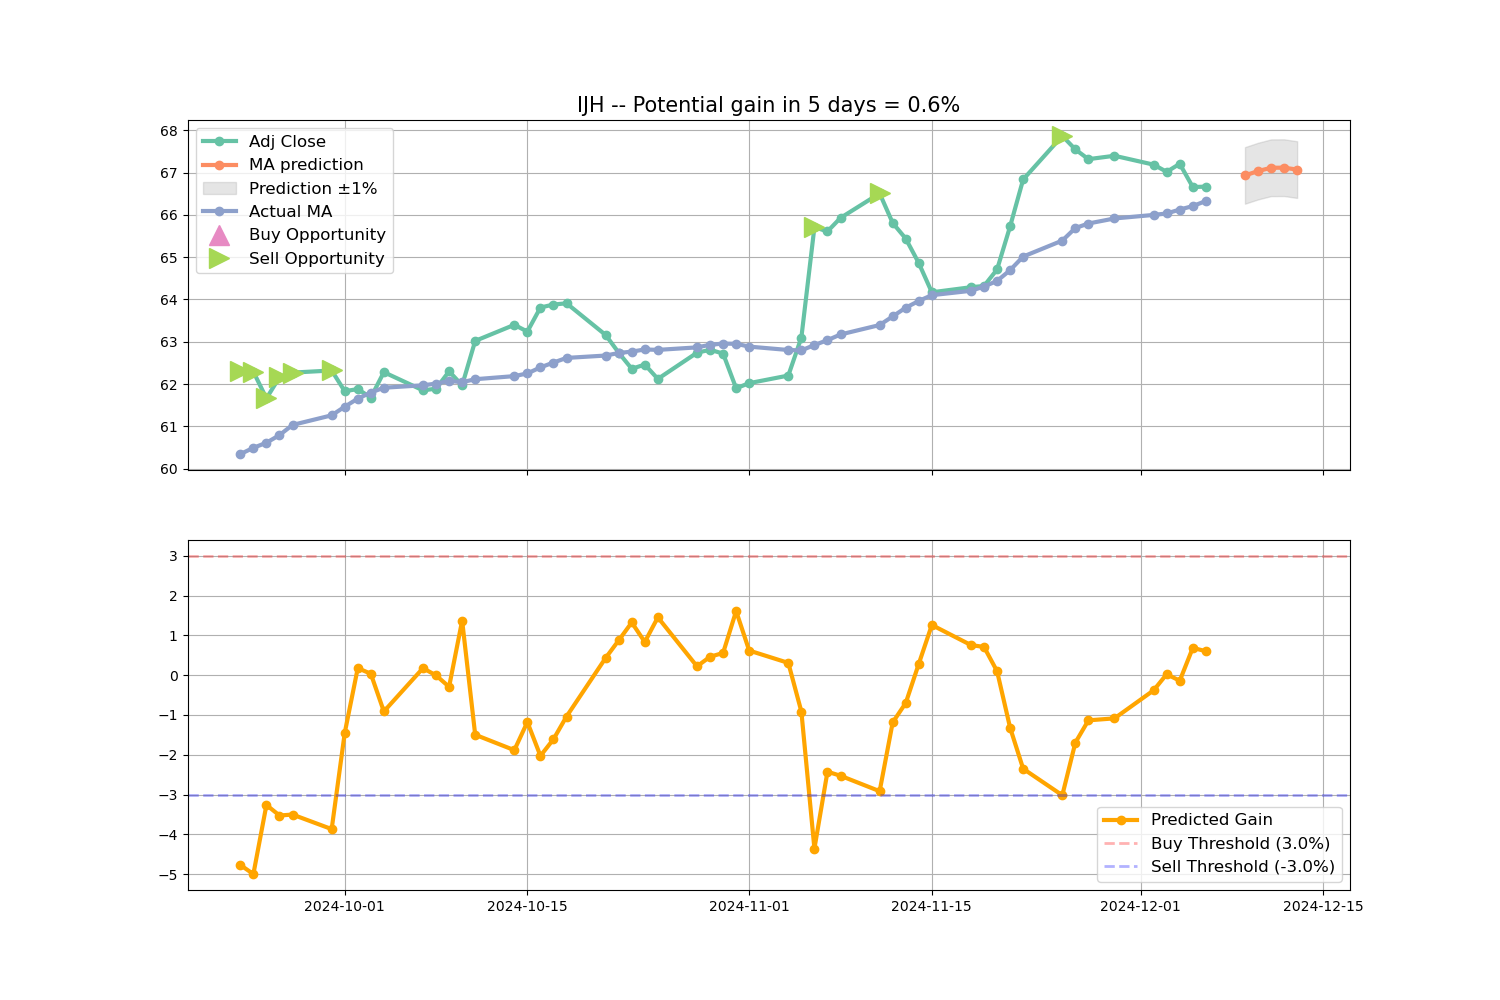 IJH -- Potential gain in 5 days = 0.6%
68
67
66
65
64
63
62
61
60
Adj Close
MA prediction
Prediction ±1%
Actual MA
Buy Opportunity
Sell Opportunity
3
2
1
0
−1
−2
−3
−4
−5
Predicted Gain
Buy Threshold (3.0%)
Sell Threshold (-3.0%)
2024-10-01
2024-10-15
2024-11-01
2024-11-15
2024-12-01
2024-12-15